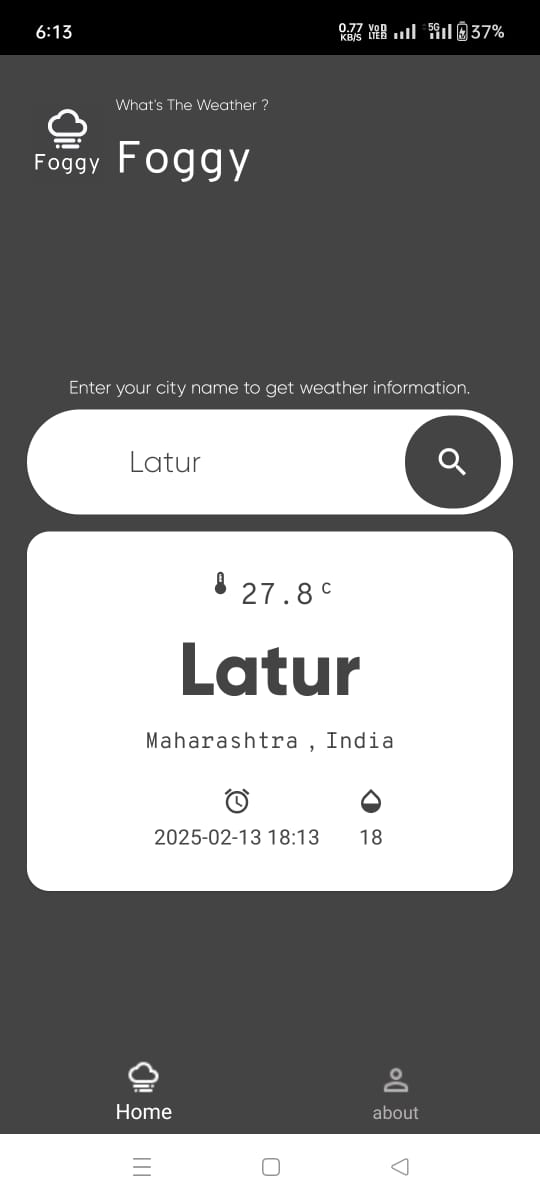 6:13
0.77 KB/S VoD LTEB 5G 37%
What's The Weather ?
Foggy Foggy
Enter your city name to get weather information.
Latur
27.8 c
Latur
Maharashtra , India
2025-02-13 18:13 18
Home about